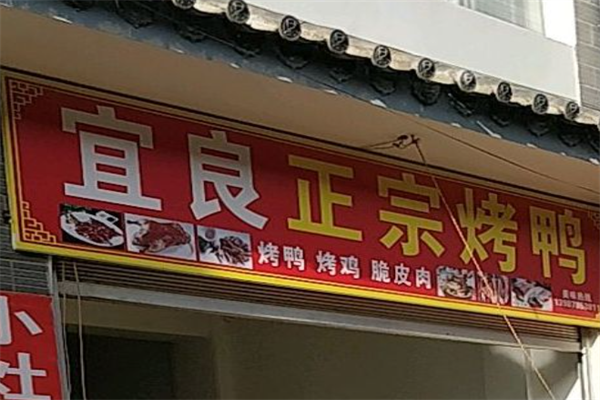 宜良正宗烤鸭
烤鸭 烤鸡 脆皮肉
小